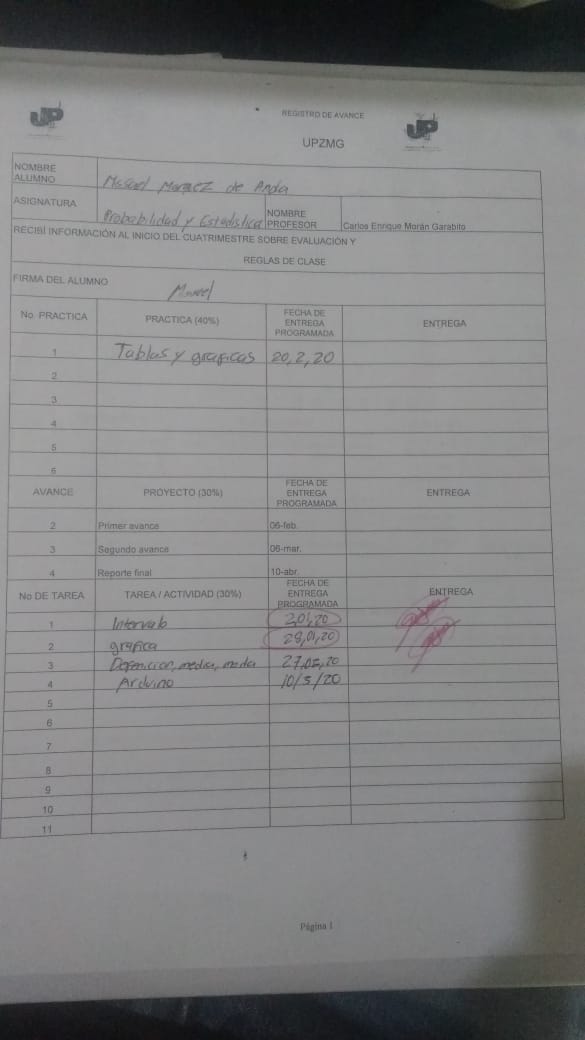 UP
REGISTRO DE AVANCE
UP
UPZMG
NOMBRE ALUMNO Manuel Marquez de Anda
ASIGNATURA Probabilidad y Estadistica NOMBRE PROFESOR Carlos Enrique Morán Garabito
RECIBÍ INFORMACIÓN AL INICIO DEL CUATRIMESTRE SOBRE EVALUACIÓN Y
REGLAS DE CLASE
FIRMA DEL ALUMNO Manuel
No. PRACTICA PRACTICA (40%) FECHA DE ENTREGA PROGRAMADA ENTREGA
1 Tablas y graficas 20,2,20
2
3
4
5
6
AVANCE PROYECTO (30%) FECHA DE ENTREGA PROGRAMADA ENTREGA
2 Primer avance 06-feb.
3 Segundo avance 06-mar.
4 Reporte final 10-abr.
No DE TAREA TAREA / ACTIVIDAD (30%) FECHA DE ENTREGA PROGRAMADA ENTREGA
1 Intervalo
2 grafica 28,01,20
3 Definicion, media, moda 27,02,20
4 Arduino 10/3/20
5
6
7
8
9
10
11
Página 1